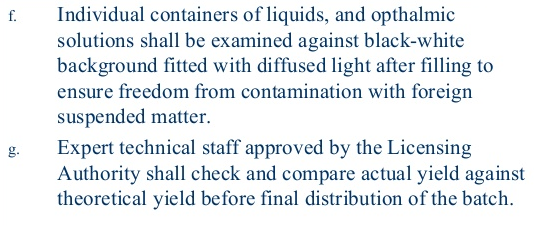 f. Individual containers of liquids, and opthalmic
solutions shall be examined against black-white
background fitted with diffused light after filling to
ensure freedom from contamination with foreign
suspended matter.
g. Expert technical staff approved by the Licensing
Authority shall check and compare actual yield against
theoretical yield before final distribution of the batch.